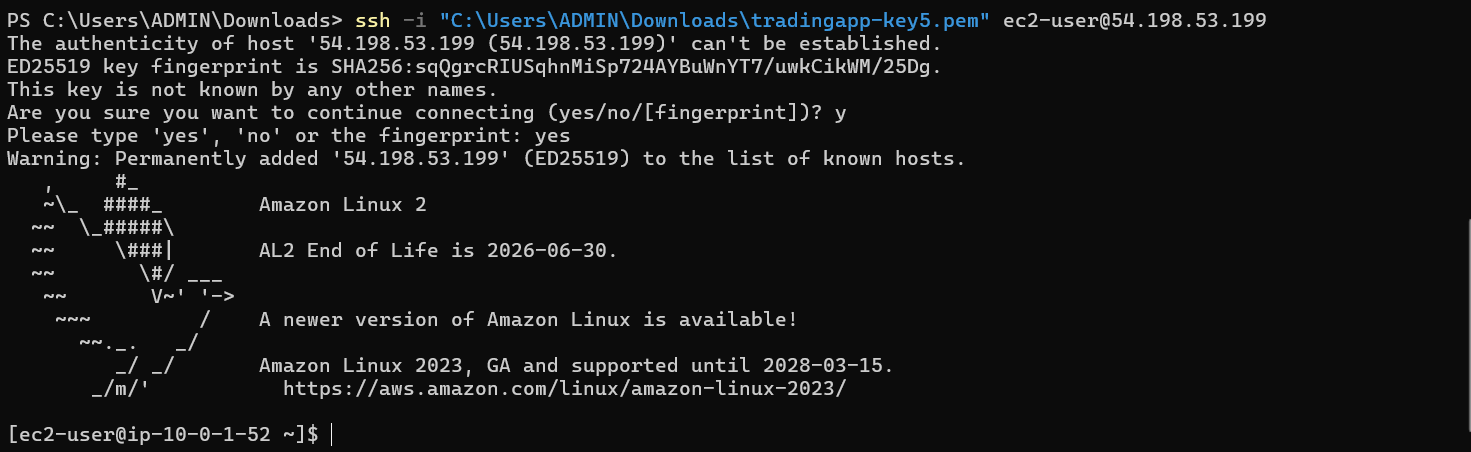 PS C:\Users\ADMIN\Downloads> ssh -i "C:\Users\ADMIN\Downloads\tradingapp-key5.pem" ec2-user@54.198.53.199
The authenticity of host '54.198.53.199 (54.198.53.199)' can't be established.
ED25519 key fingerprint is SHA256:sqQgrcRIUSqhnMiSp724AYBuWnYT7/uwkCikWM/25Dg.
This key is not known by any other names.
Are you sure you want to continue connecting (yes/no/[fingerprint])? y
Please type 'yes', 'no' or the fingerprint: yes
Warning: Permanently added '54.198.53.199' (ED25519) to the list of known hosts.
   ,     #_
   ~\_  ####_        Amazon Linux 2
  ~~  \_#####\
  ~~     \###|       AL2 End of Life is 2026-06-30.
  ~~       \#/ ___
   ~~       V~' '->
    ~~~         /    A newer version of Amazon Linux is available!
      ~~._.   _/
         _/ _/       Amazon Linux 2023, GA and supported until 2028-03-15.
       _/m/'           https://aws.amazon.com/linux/amazon-linux-2023/

[ec2-user@ip-10-0-1-52 ~]$